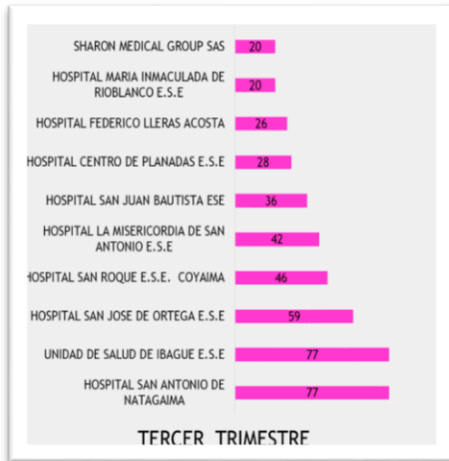 SHARON MEDICAL GROUP SAS 20
HOSPITAL MARIA INMACULADA DE
RIOBLANCO E.S.E 20
HOSPITAL FEDERICO LLERAS ACOSTA 26
HOSPITAL CENTRO DE PLANADAS E.S.E 28
HOSPITAL SAN JUAN BAUTISTA ESE 36
HOSPITAL LA MISERICORDIA DE SAN
ANTONIO E.S.E 42
HOSPITAL SAN ROQUE E.S.E. COYAIMA 46
HOSPITAL SAN JOSE DE ORTEGA E.S.E 59
UNIDAD DE SALUD DE IBAGUE E.S.E 77
HOSPITAL SAN ANTONIO DE
NATAGAIMA 77
TERCER TRIMESTRE